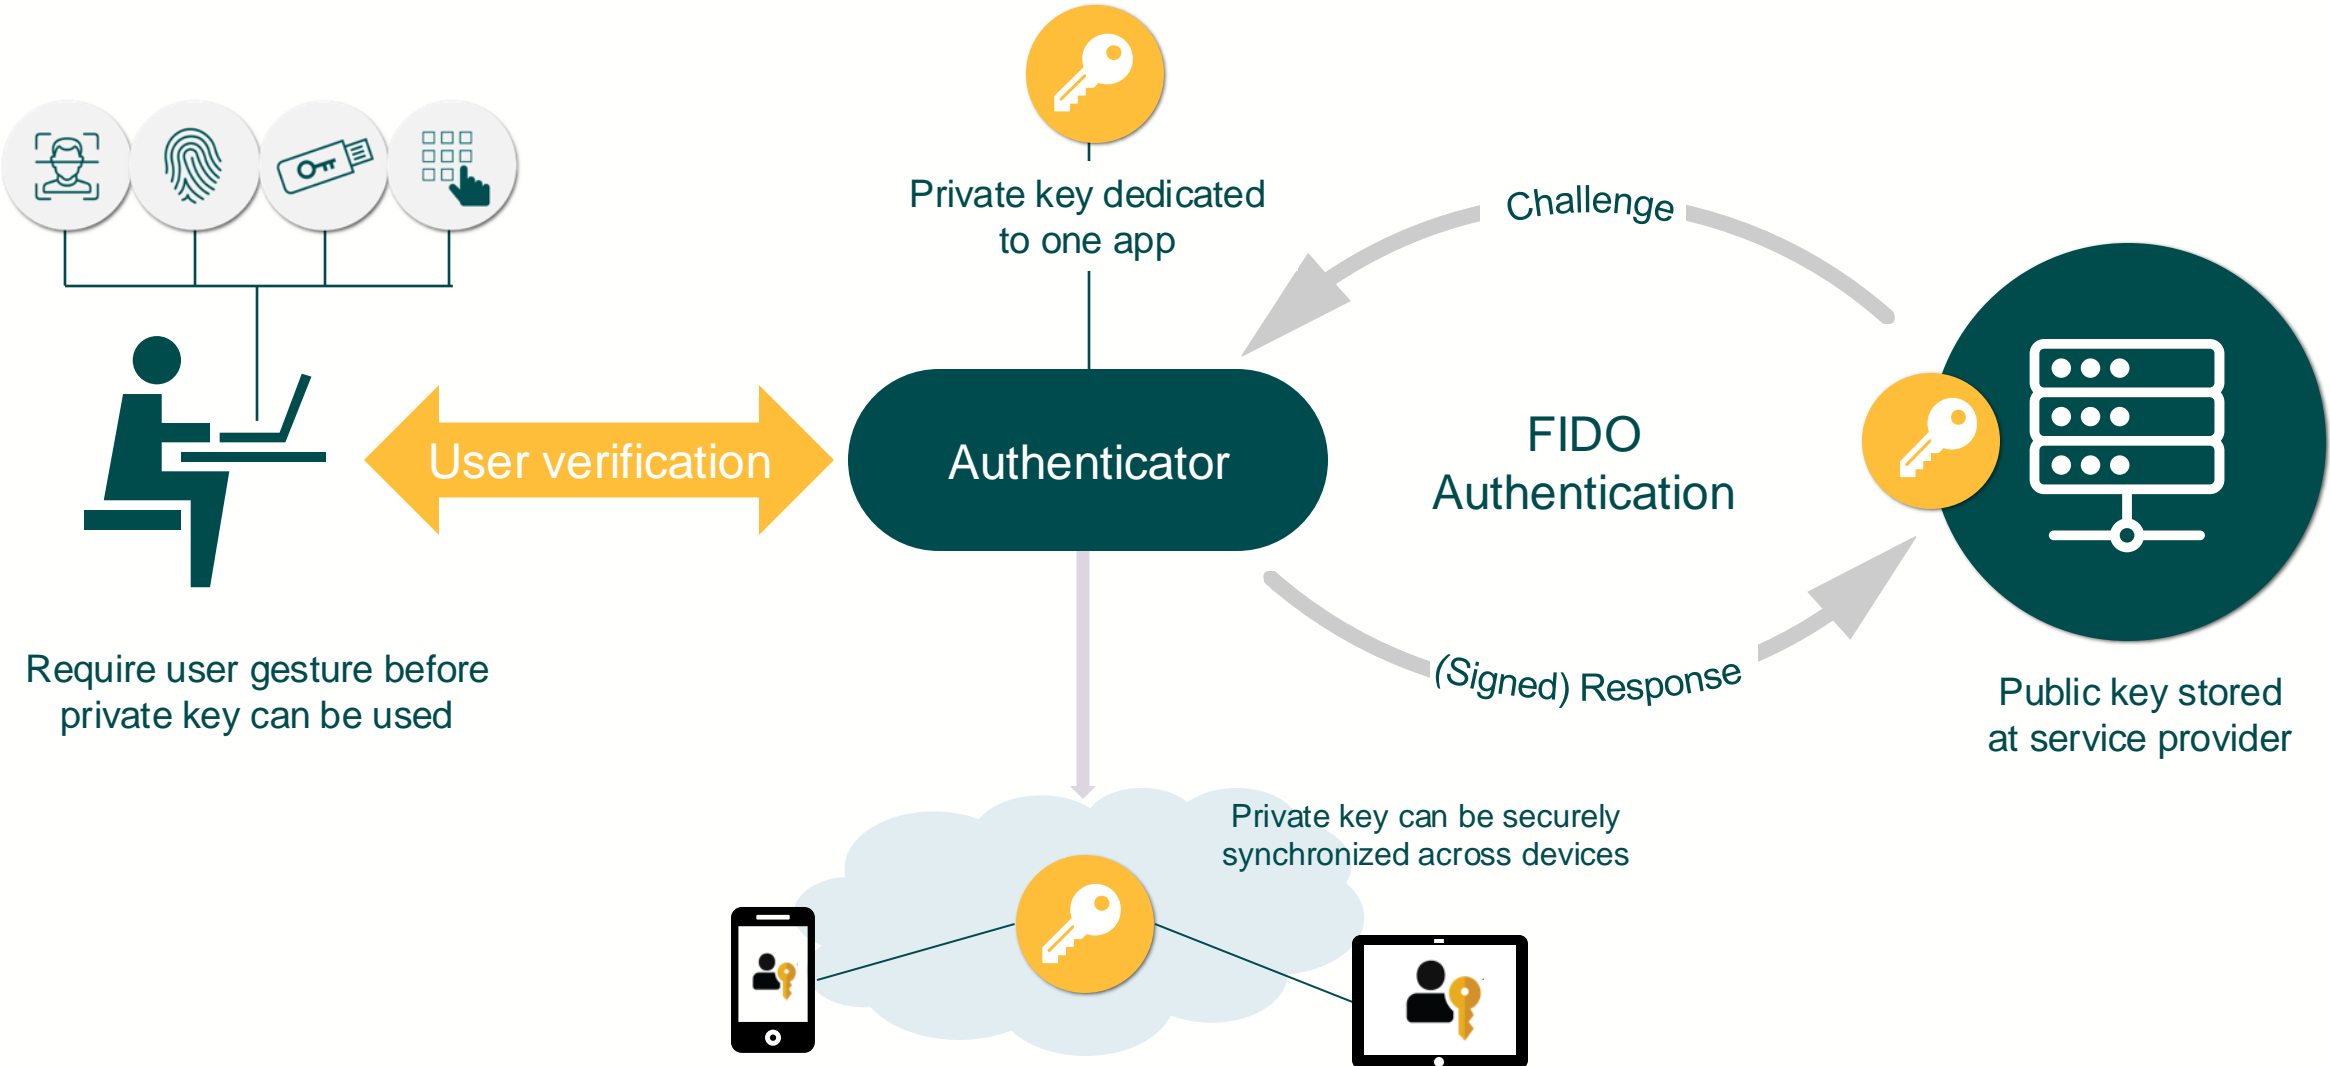 Private key dedicated
to one app
Challenge
User verification
Authenticator
FIDO
Authentication
(Signed) Response
Require user gesture before
private key can be used
Public key stored
at service provider
Private key can be securely
synchronized across devices